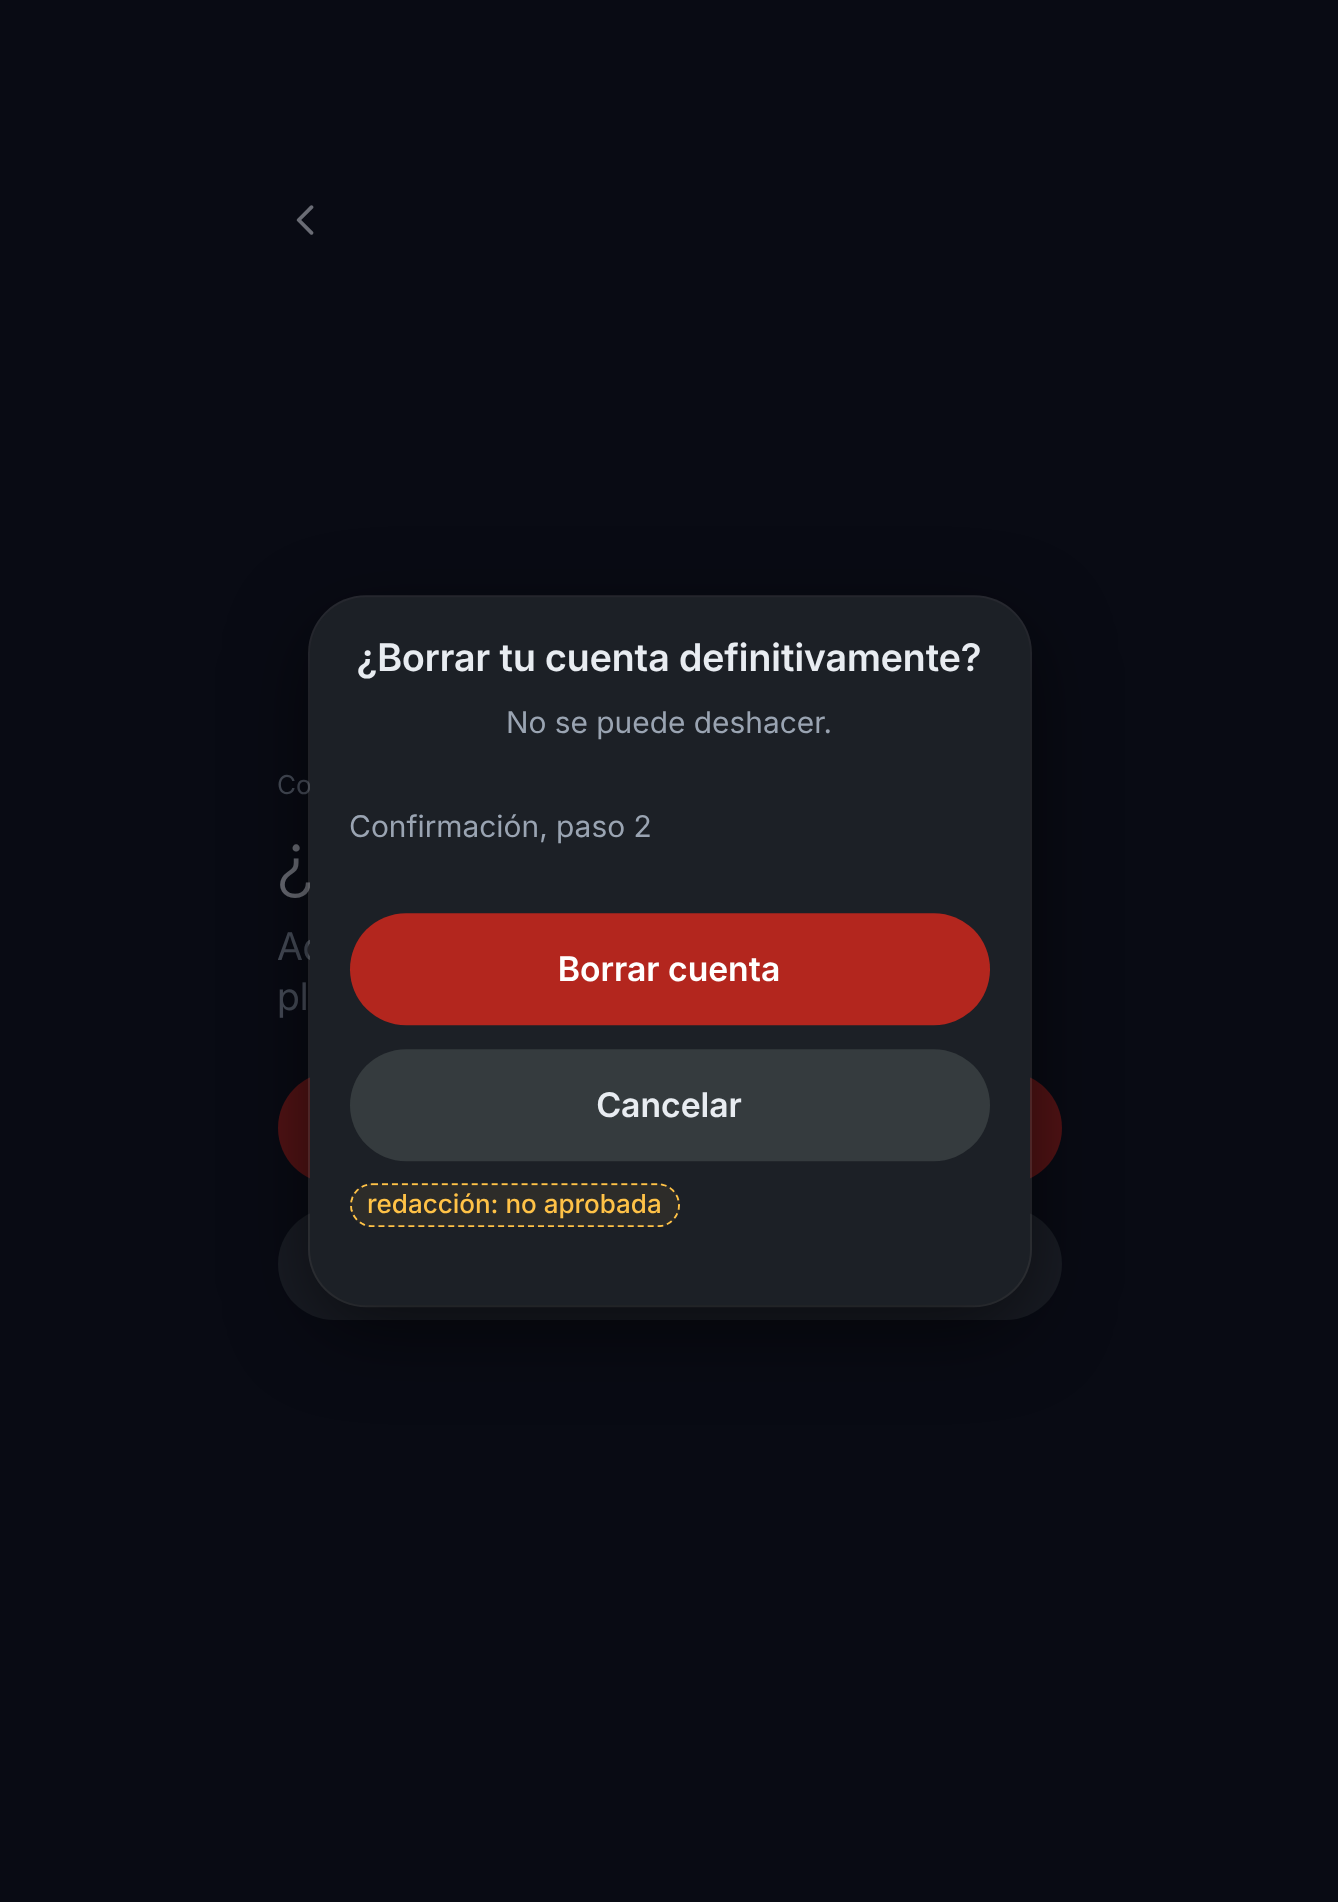 ¿Borrar tu cuenta definitivamente?
No se puede deshacer.
Confirmación, paso 2
Borrar cuenta
Cancelar
redacción: no aprobada